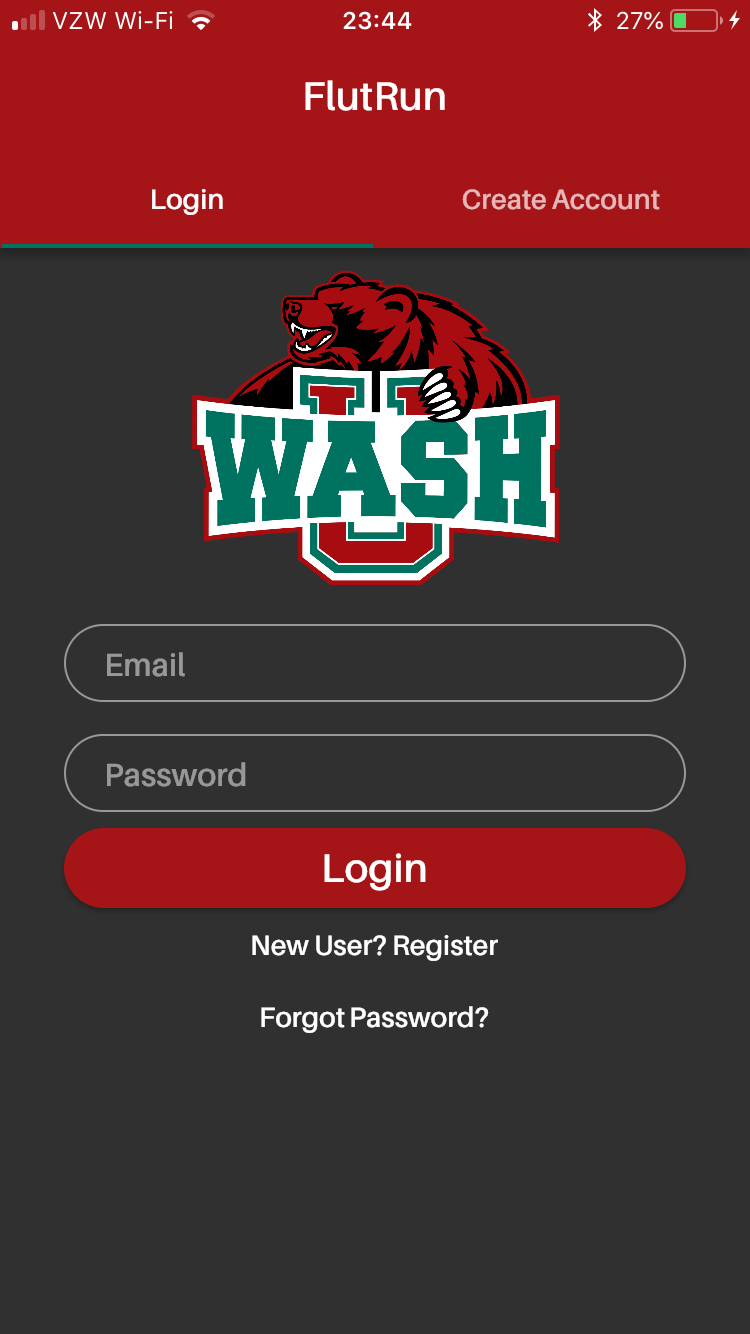 VZW Wi-Fi 23:44 27%
FlutRun
Login Create Account
U
WASH
Email
Password
Login
New User? Register
Forgot Password?